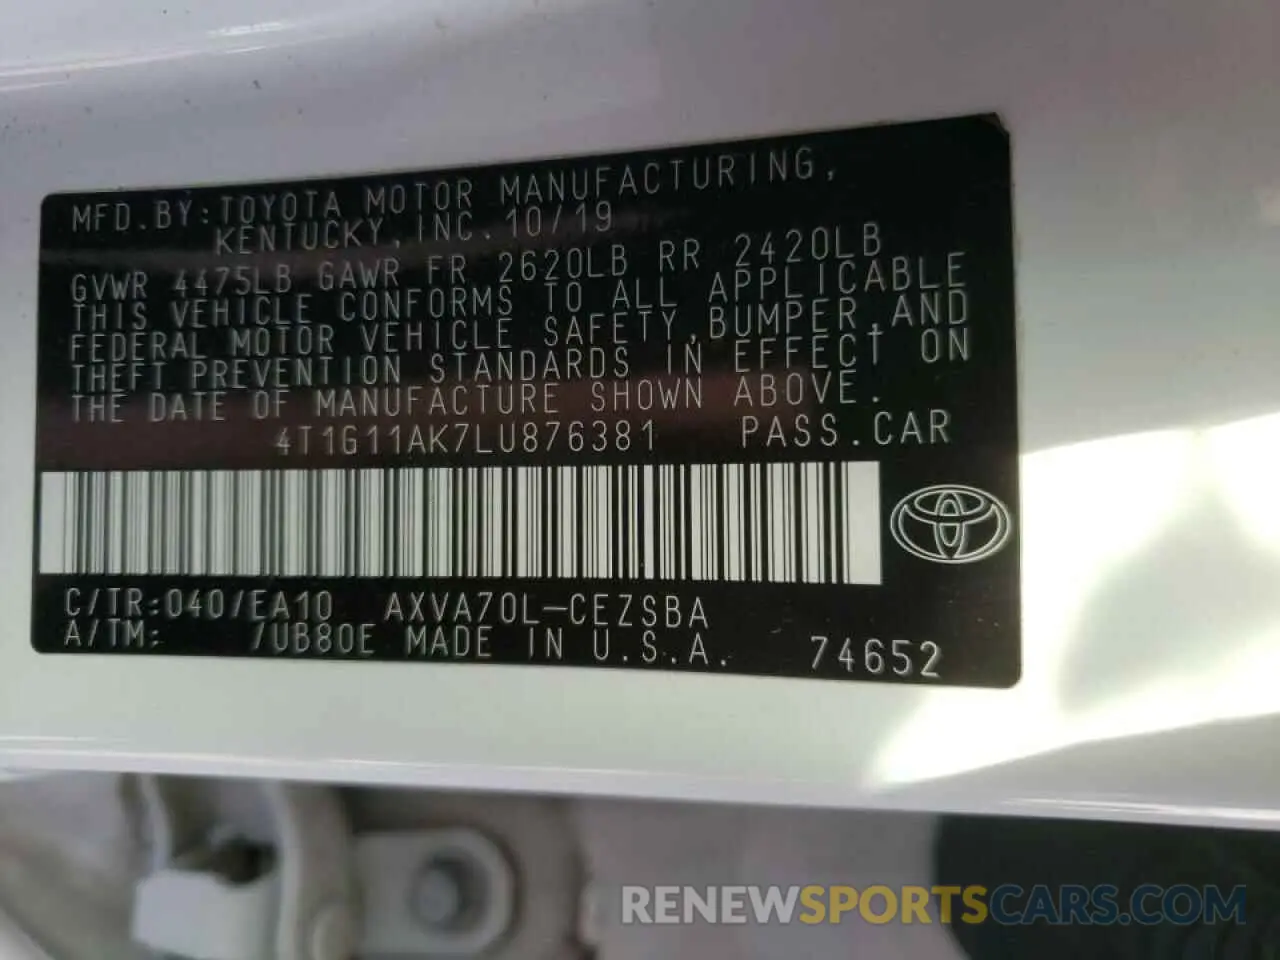 MFD.BY:TOYOTA MOTOR MANUFACTURING,
KENTUCKY, INC. 10/19
GVWR 4475LB GAWR FR 2620LB RR 2420LB
THIS VEHICLE CONFORMS TO ALL APPLICABLE
FEDERAL MOTOR VEHICLE SAFETY, BUMPER, AND
THEFT PREVENTION STANDARDS IN EFFECT ON
THE DATE OF MANUFACTURE SHOWN ABOVE.
4T1G11AK7LU876381 PASS.CAR
C/TR:040/EA10 AXVA70L-CEZSBA
A/TM: /UB80E MADE IN U.S.A. 74652
RENEWSPORTSCARS.COM